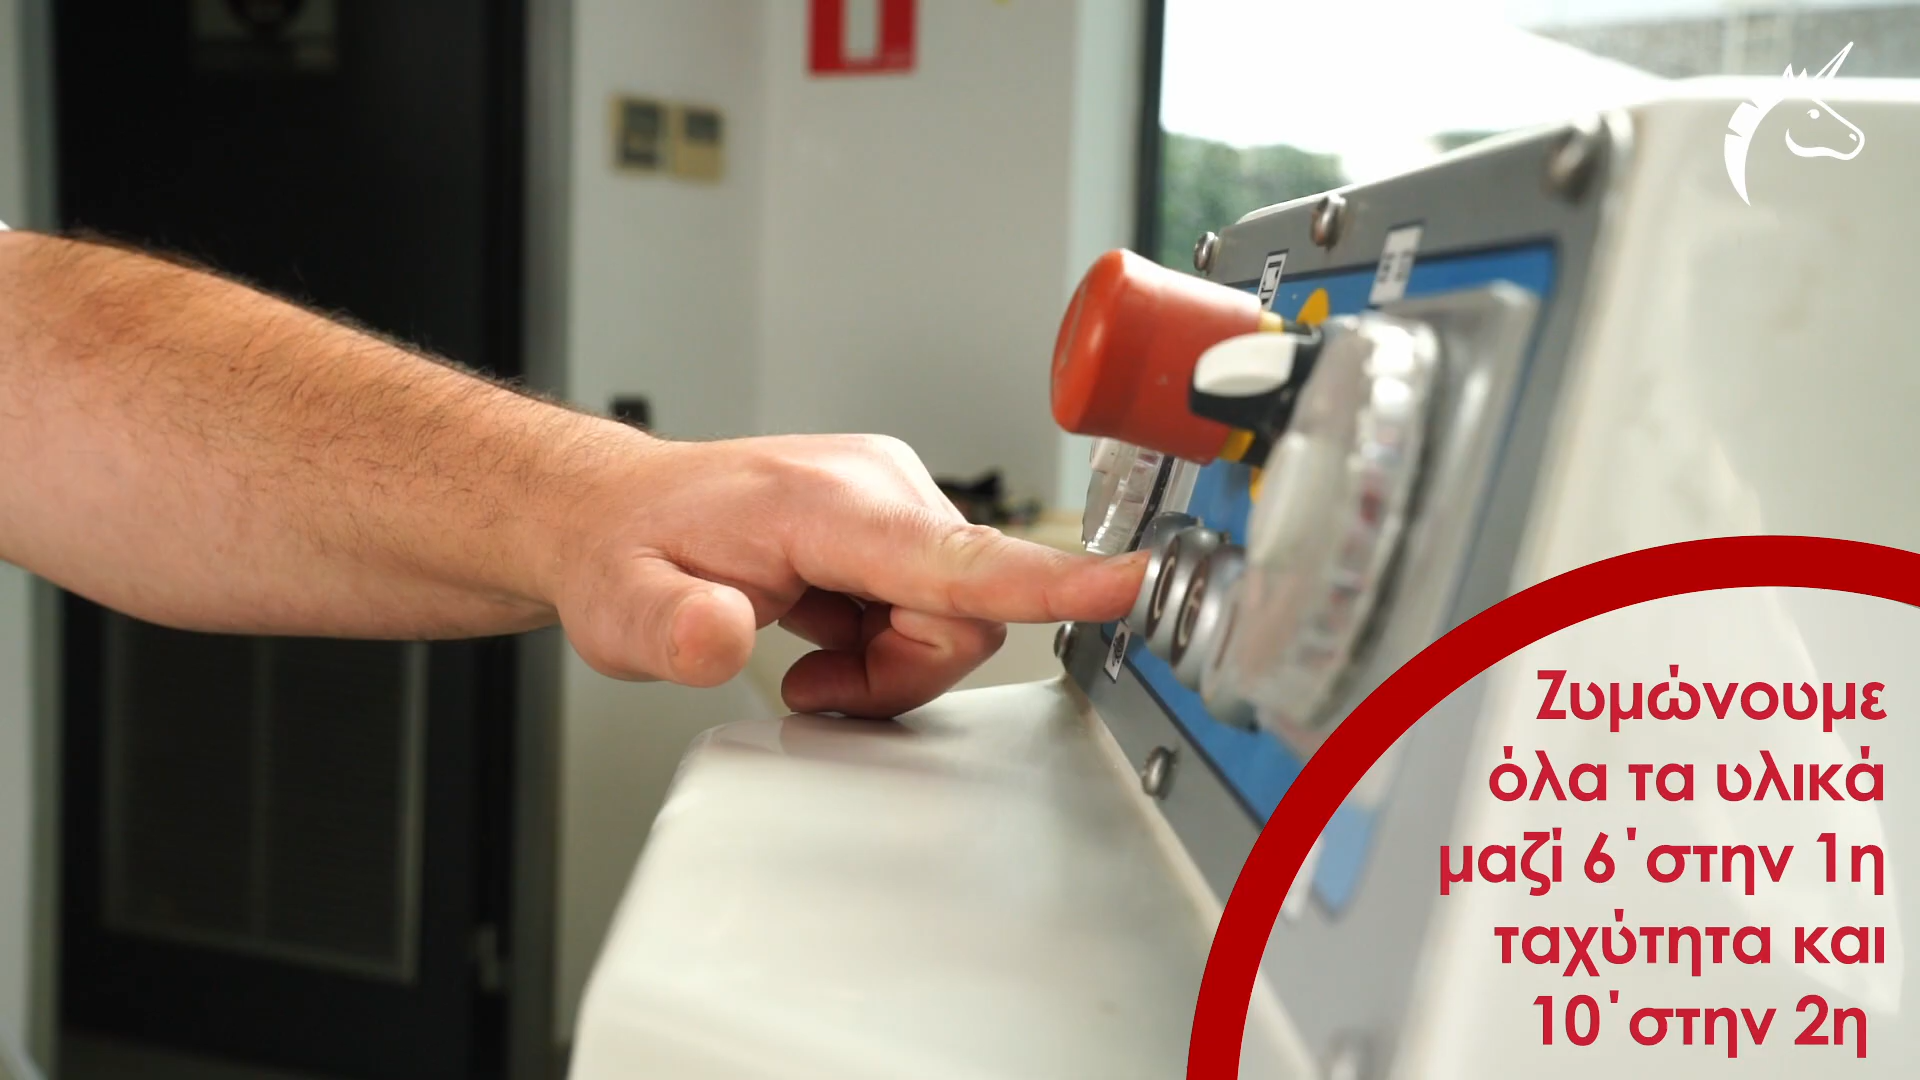 Ζυμώνουμε
όλα τα υλικά
μαζί 6΄στην 1η
ταχύτητα και
10΄στην 2η